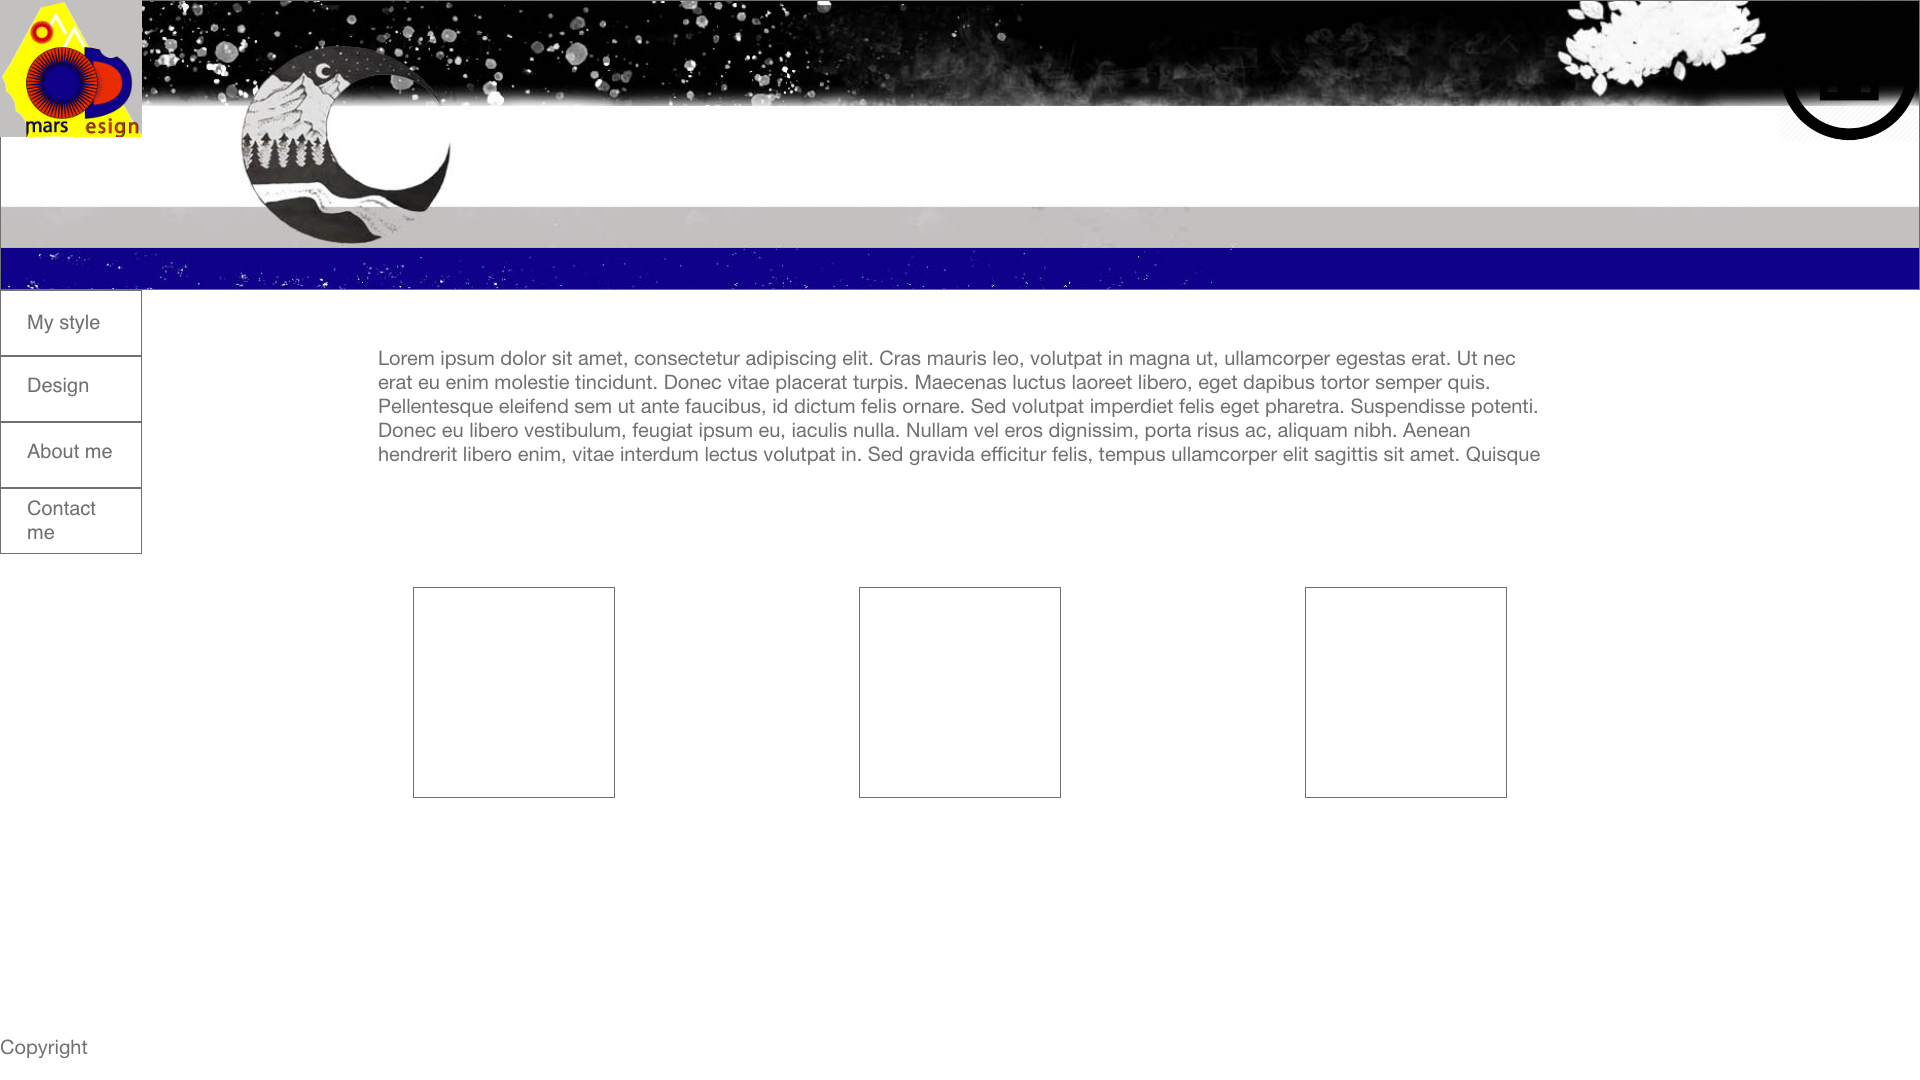 mars esign
My style
Design
About me
Contact
me
Lorem ipsum dolor sit amet, consectetur adipiscing elit. Cras mauris leo, volutpat in magna ut, ullamcorper egestas erat. Ut nec
erat eu enim molestie tincidunt. Donec vitae placerat turpis. Maecenas luctus laoreet libero, eget dapibus tortor semper quis.
Pellentesque eleifend sem ut ante faucibus, id dictum felis ornare. Sed volutpat imperdiet felis eget pharetra. Suspendisse potenti.
Donec eu libero vestibulum, feugiat ipsum eu, iaculis nulla. Nullam vel eros dignissim, porta risus ac, aliquam nibh. Aenean
hendrerit libero enim, vitae interdum lectus volutpat in. Sed gravida efficitur felis, tempus ullamcorper elit sagittis sit amet. Quisque
Copyright